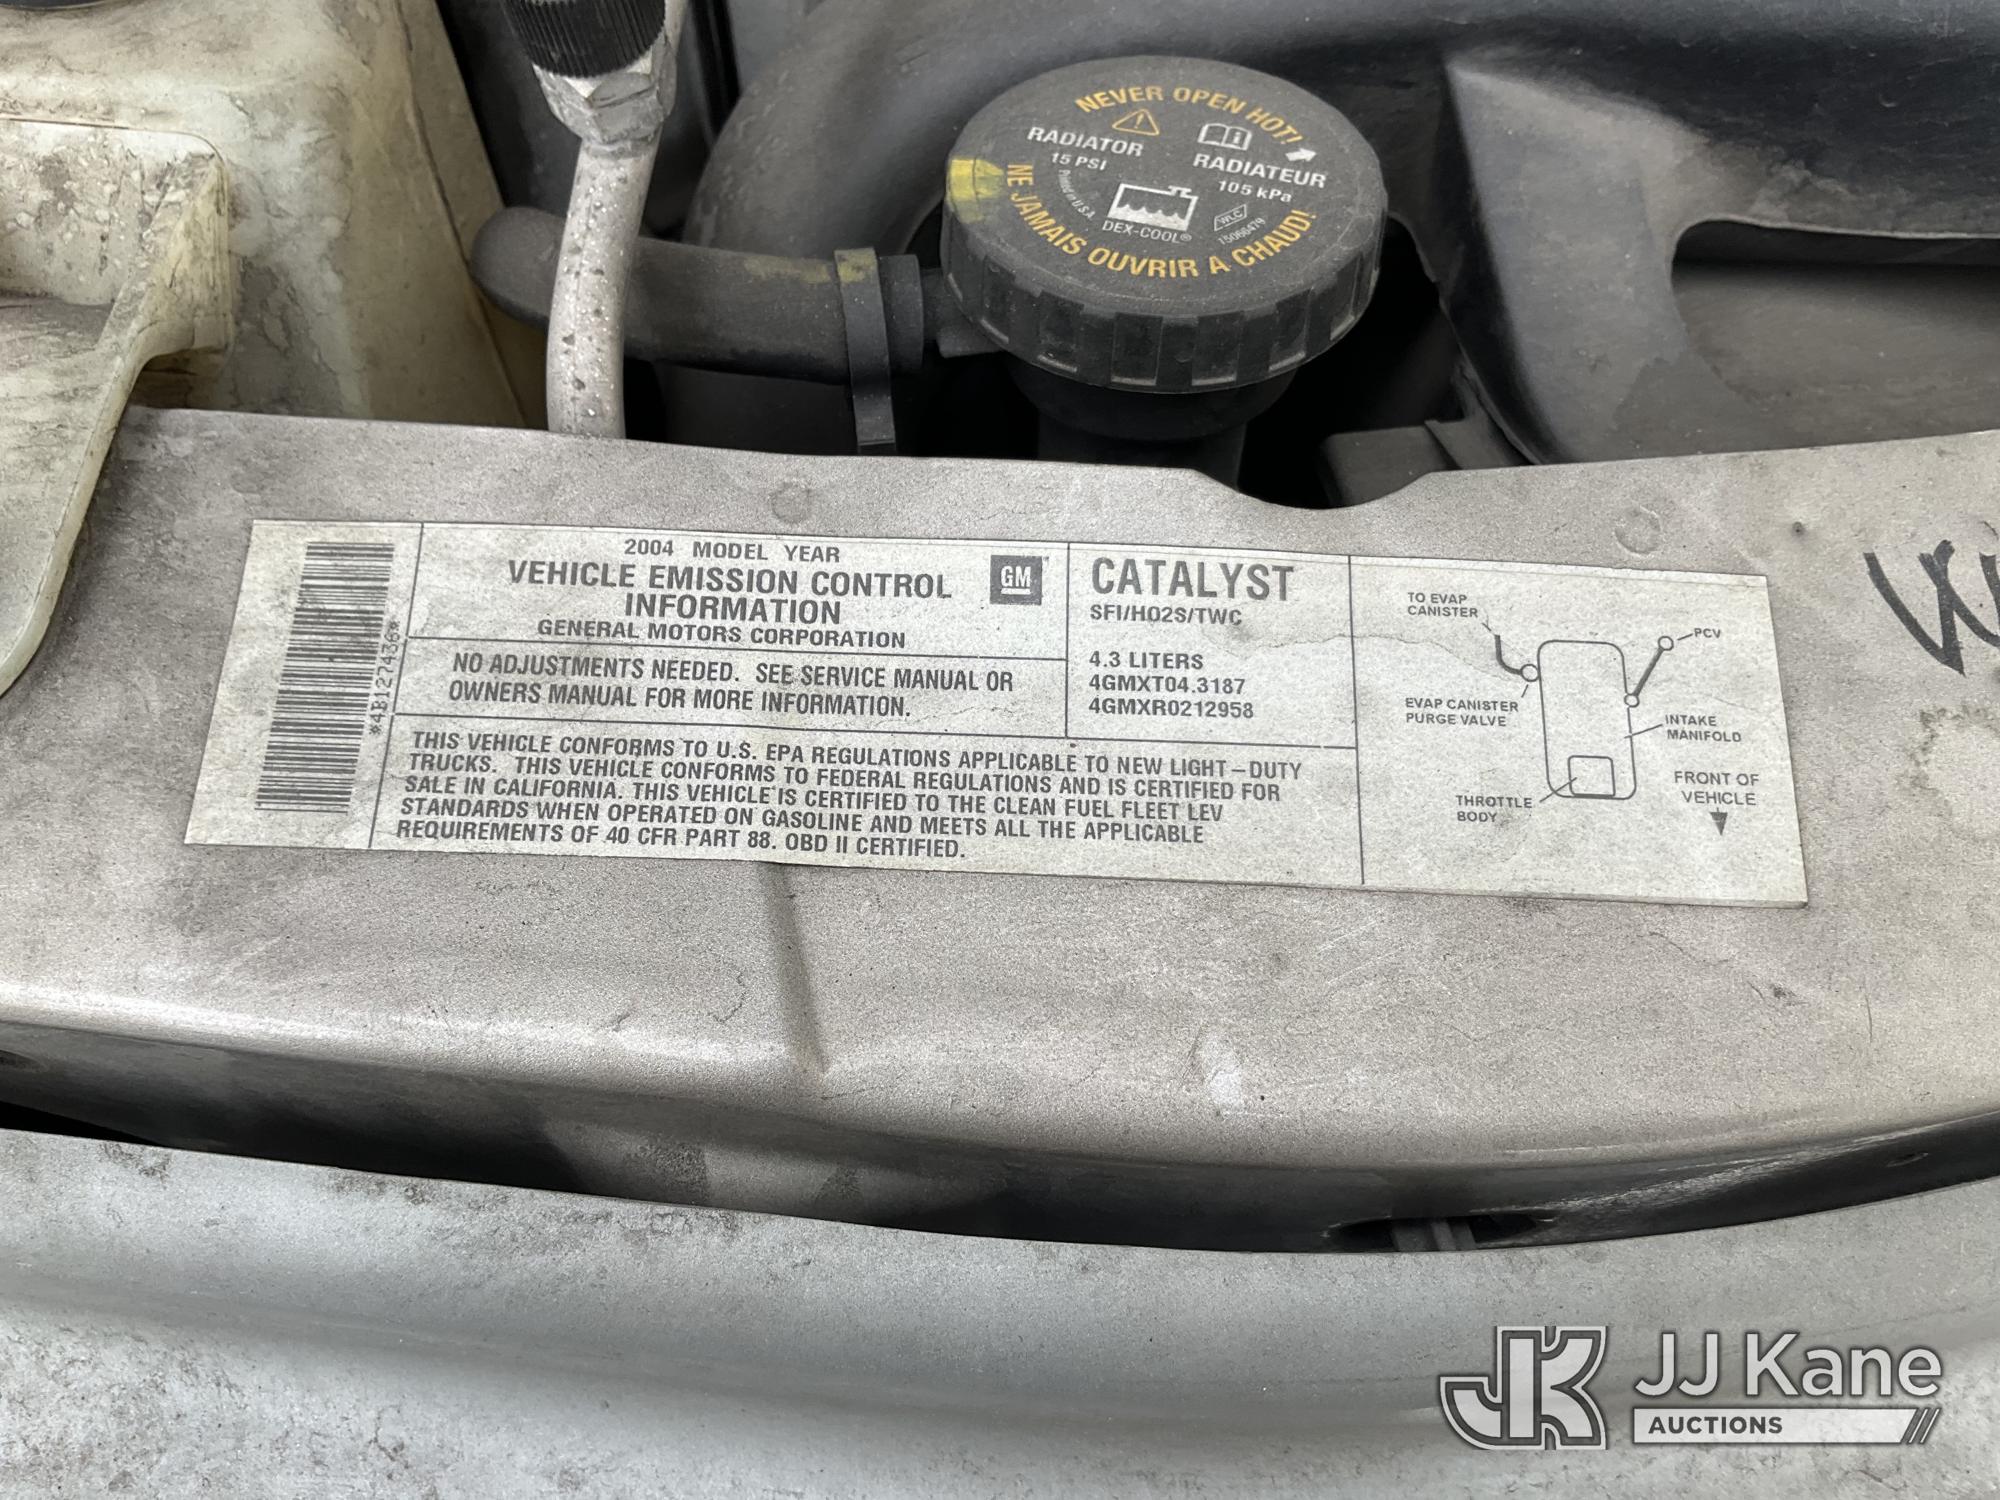 NEVER OPEN HOT!
RADIATOR
15 PSI
RADIATEUR
105 kPa
Printed in U.S.A.
DEX-COOL®
WLC
15066479
NE JAMAIS OUVRIR A CHAUD!
*4B127436*
2004 MODEL YEAR
VEHICLE EMISSION CONTROL
INFORMATION
GENERAL MOTORS CORPORATION
GM
NO ADJUSTMENTS NEEDED. SEE SERVICE MANUAL OR
OWNERS MANUAL FOR MORE INFORMATION.
CATALYST
SFI/HO2S/TWC
4.3 LITERS
4GMXT04.3187
4GMXR0212958
THIS VEHICLE CONFORMS TO U.S. EPA REGULATIONS APPLICABLE TO NEW LIGHT-DUTY
TRUCKS. THIS VEHICLE CONFORMS TO FEDERAL REGULATIONS AND IS CERTIFIED FOR
SALE IN CALIFORNIA. THIS VEHICLE IS CERTIFIED TO THE CLEAN FUEL FLEET LEV
STANDARDS WHEN OPERATED ON GASOLINE AND MEETS ALL THE APPLICABLE
REQUIREMENTS OF 40 CFR PART 88. OBD II CERTIFIED.
TO EVAP
CANISTER
PCV
EVAP CANISTER
PURGE VALVE
INTAKE
MANIFOLD
THROTTLE
BODY
FRONT OF
VEHICLE
JK
JJ Kane
AUCTIONS